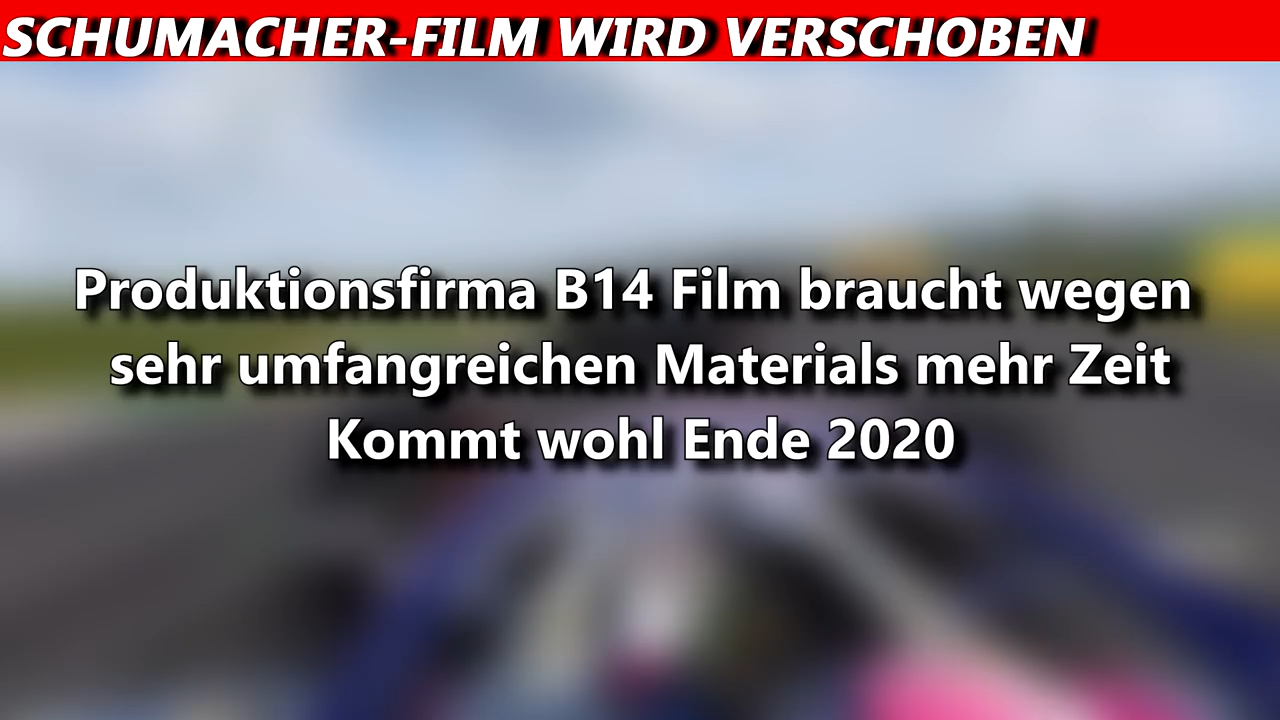 SCHUMACHER-FILM WIRD VERSCHOBEN
Produktionsfirma B14 Film braucht wegen
sehr umfangreichen Materials mehr Zeit
Kommt wohl Ende 2020